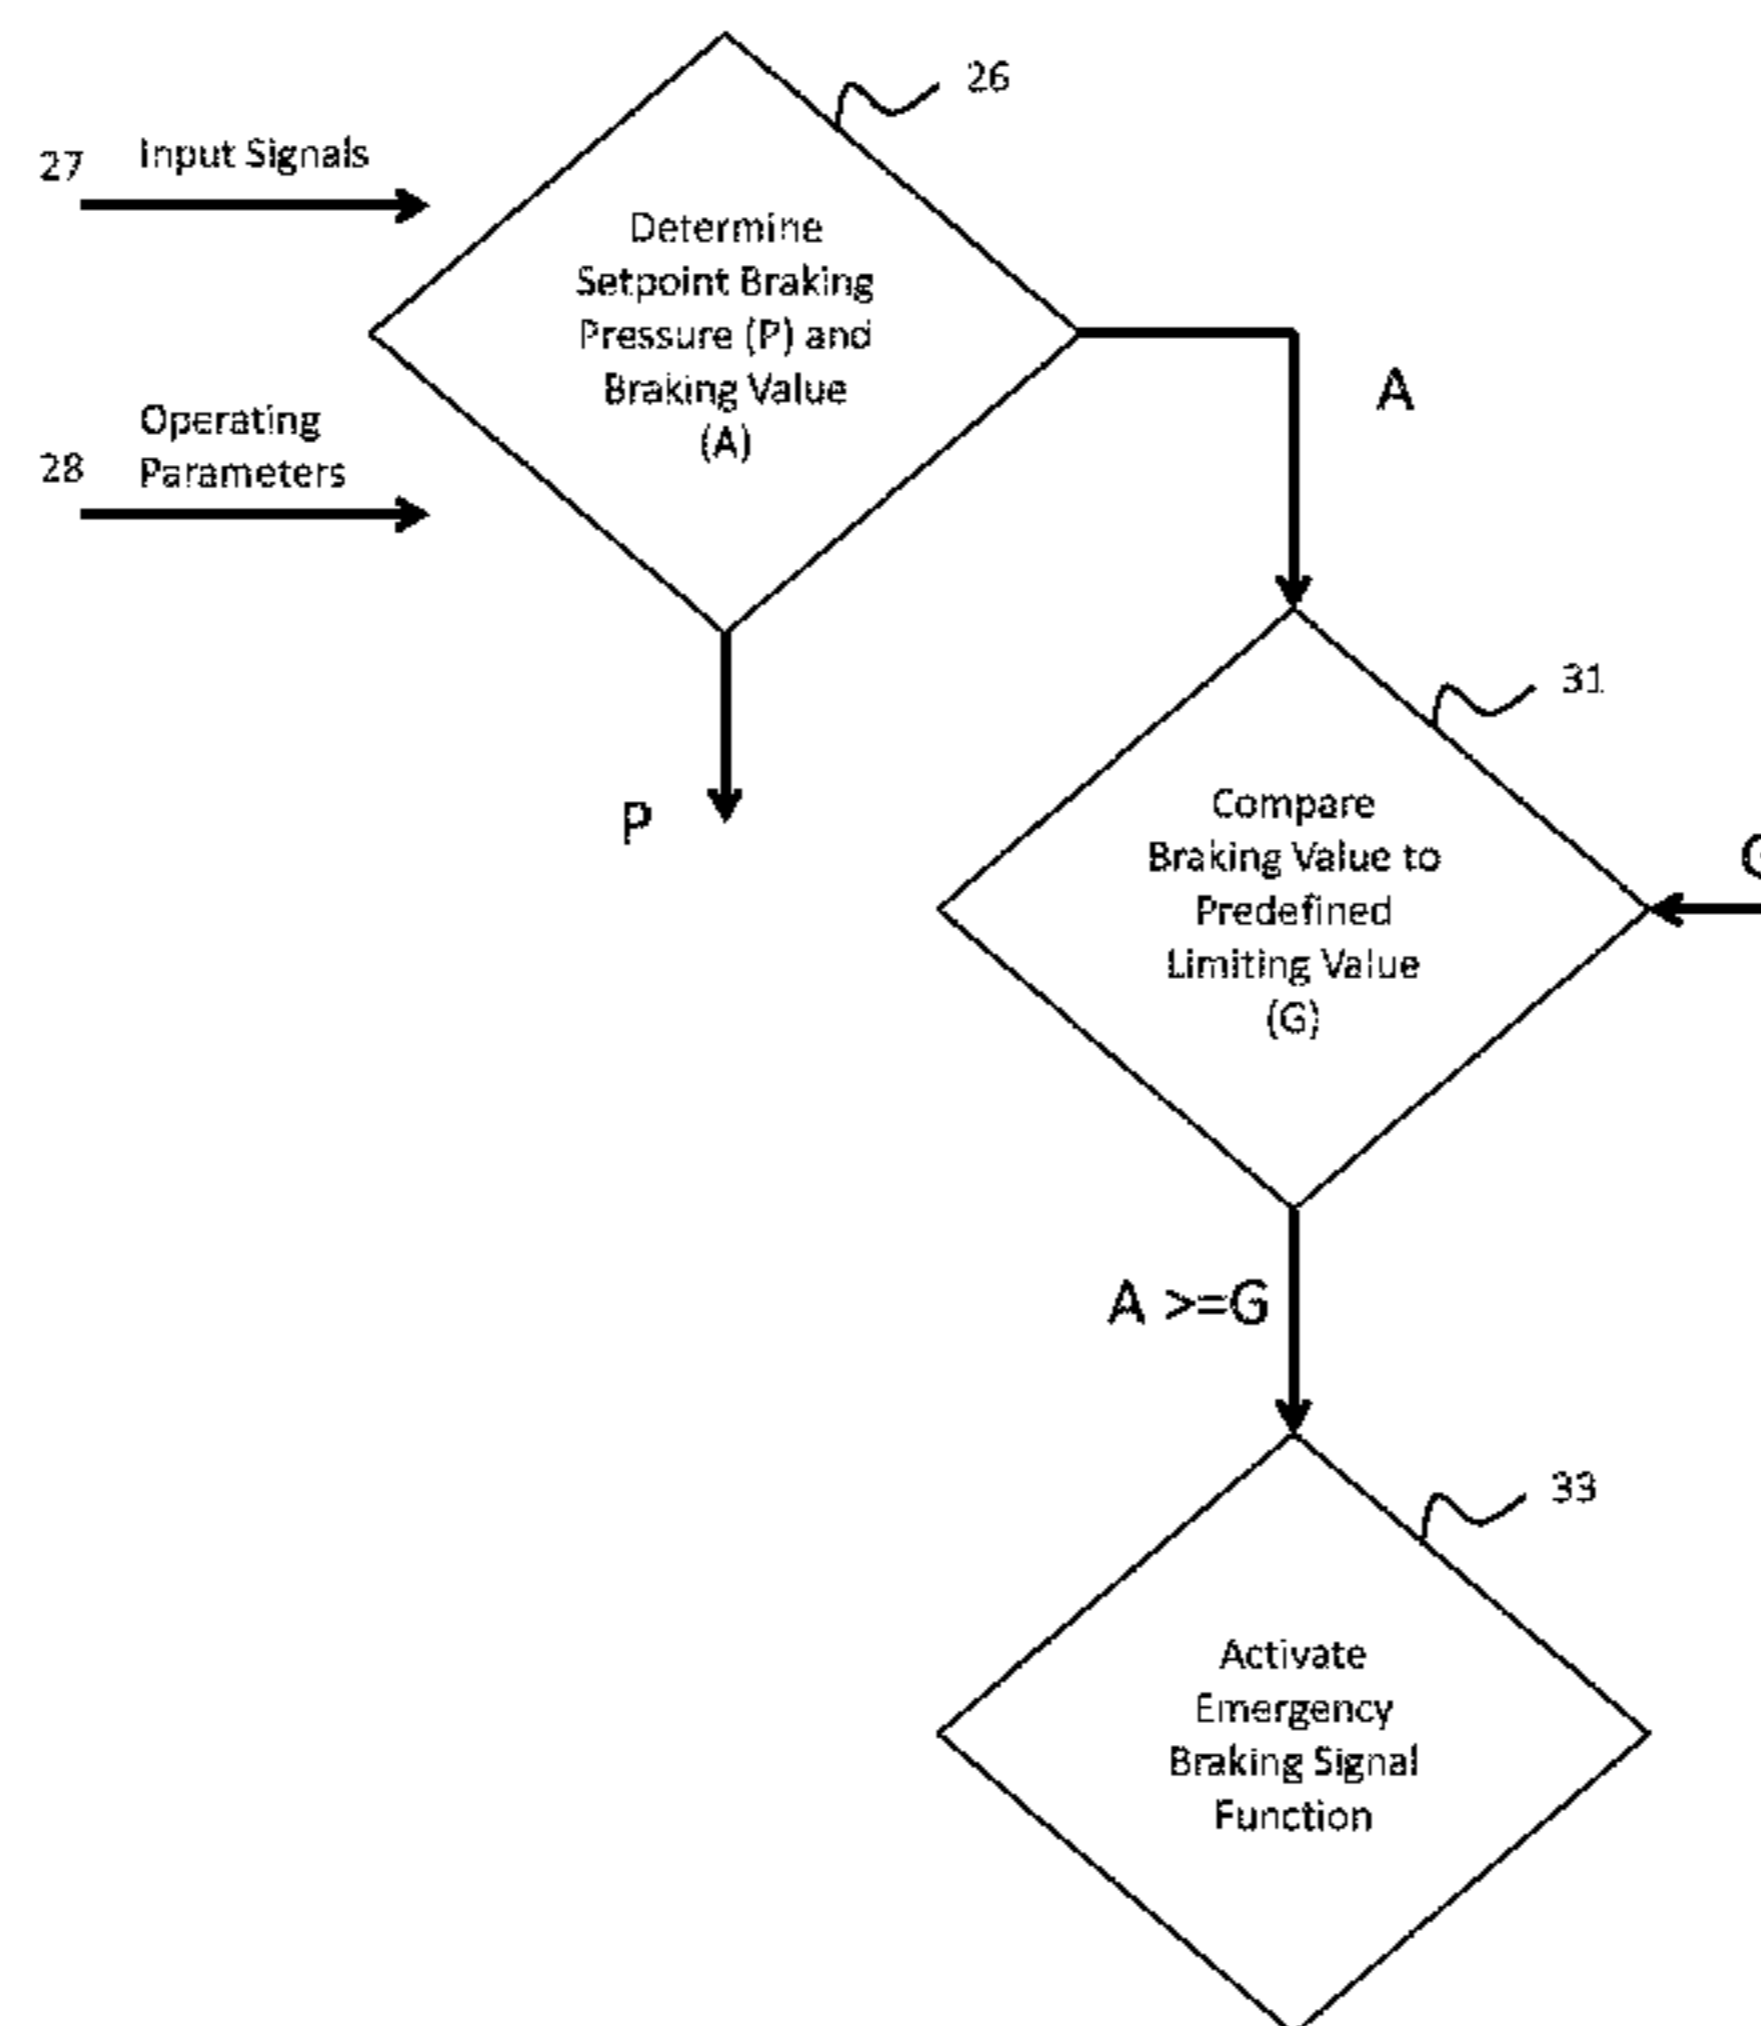 26
27
Input Signals
Determine
Setpoint Braking
Pressure (P) and
Braking Value
(A)
A
Operating
28
Parameters
31
P
Compare
Braking Value to
Predefined
Limiting Value
(G)
A >=G
33
Activate
Emergency
Braking Signal
Function